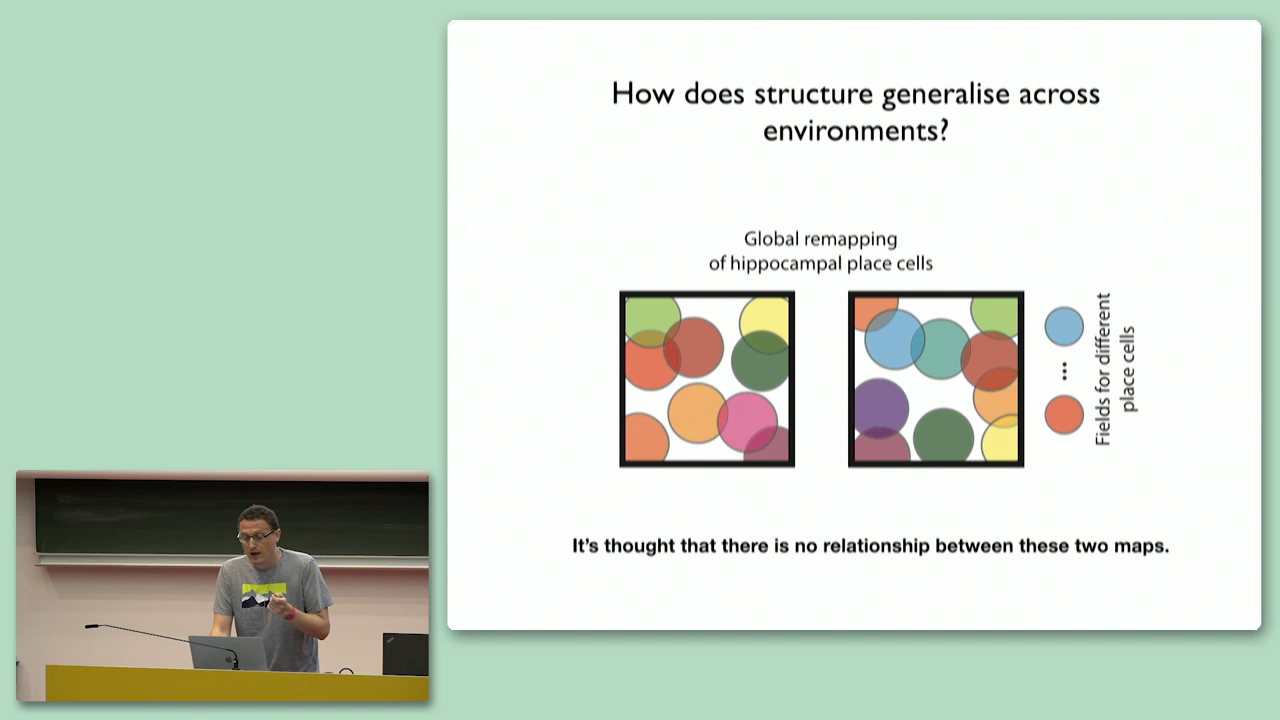 How does structure generalise across
environments?
Global remapping
of hippocampal place cells
Fields for different
place cells
...
It's thought that there is no relationship between these two maps.